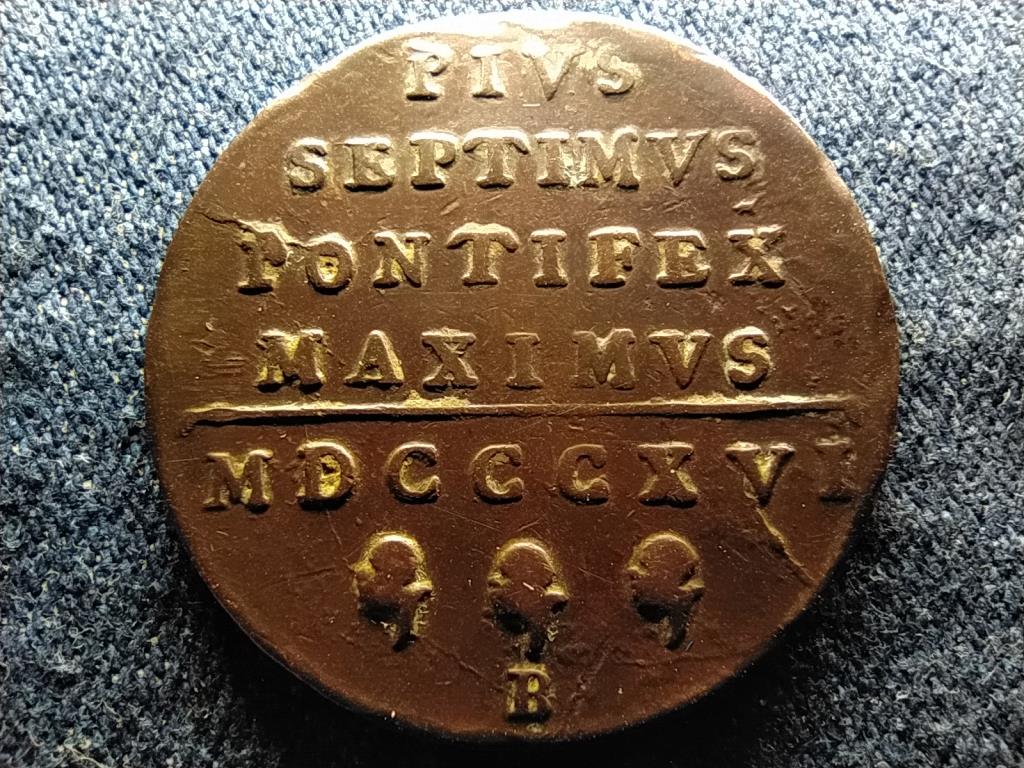 PIVS
SEPTIMVS
PONTIFEX
MAXIMVS
MDCCCXVI
B